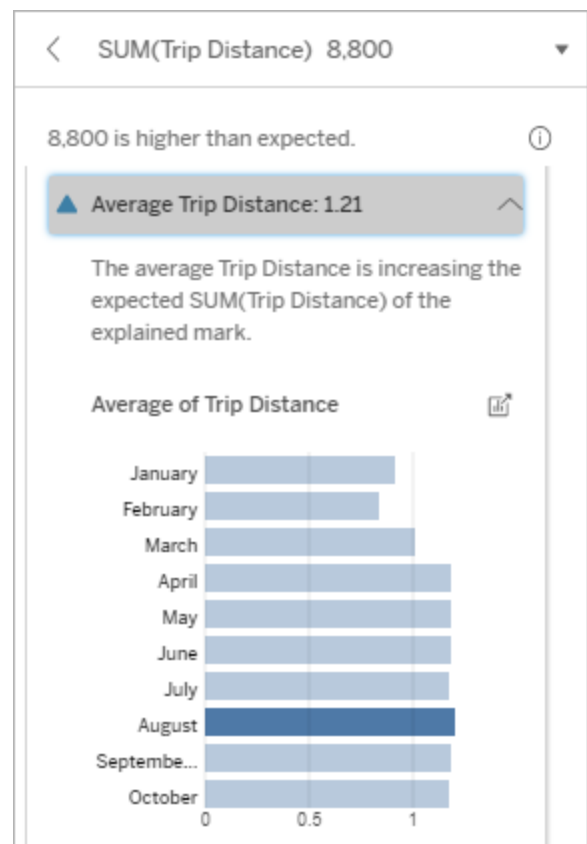 SUM(Trip Distance) 8,800
8,800 is higher than expected.
Average Trip Distance: 1.21
The average Trip Distance is increasing the
expected SUM(Trip Distance) of the
explained mark.
Average of Trip Distance
January
February
March
April
May
June
July
August
Septembe...
October
0 0.5 1